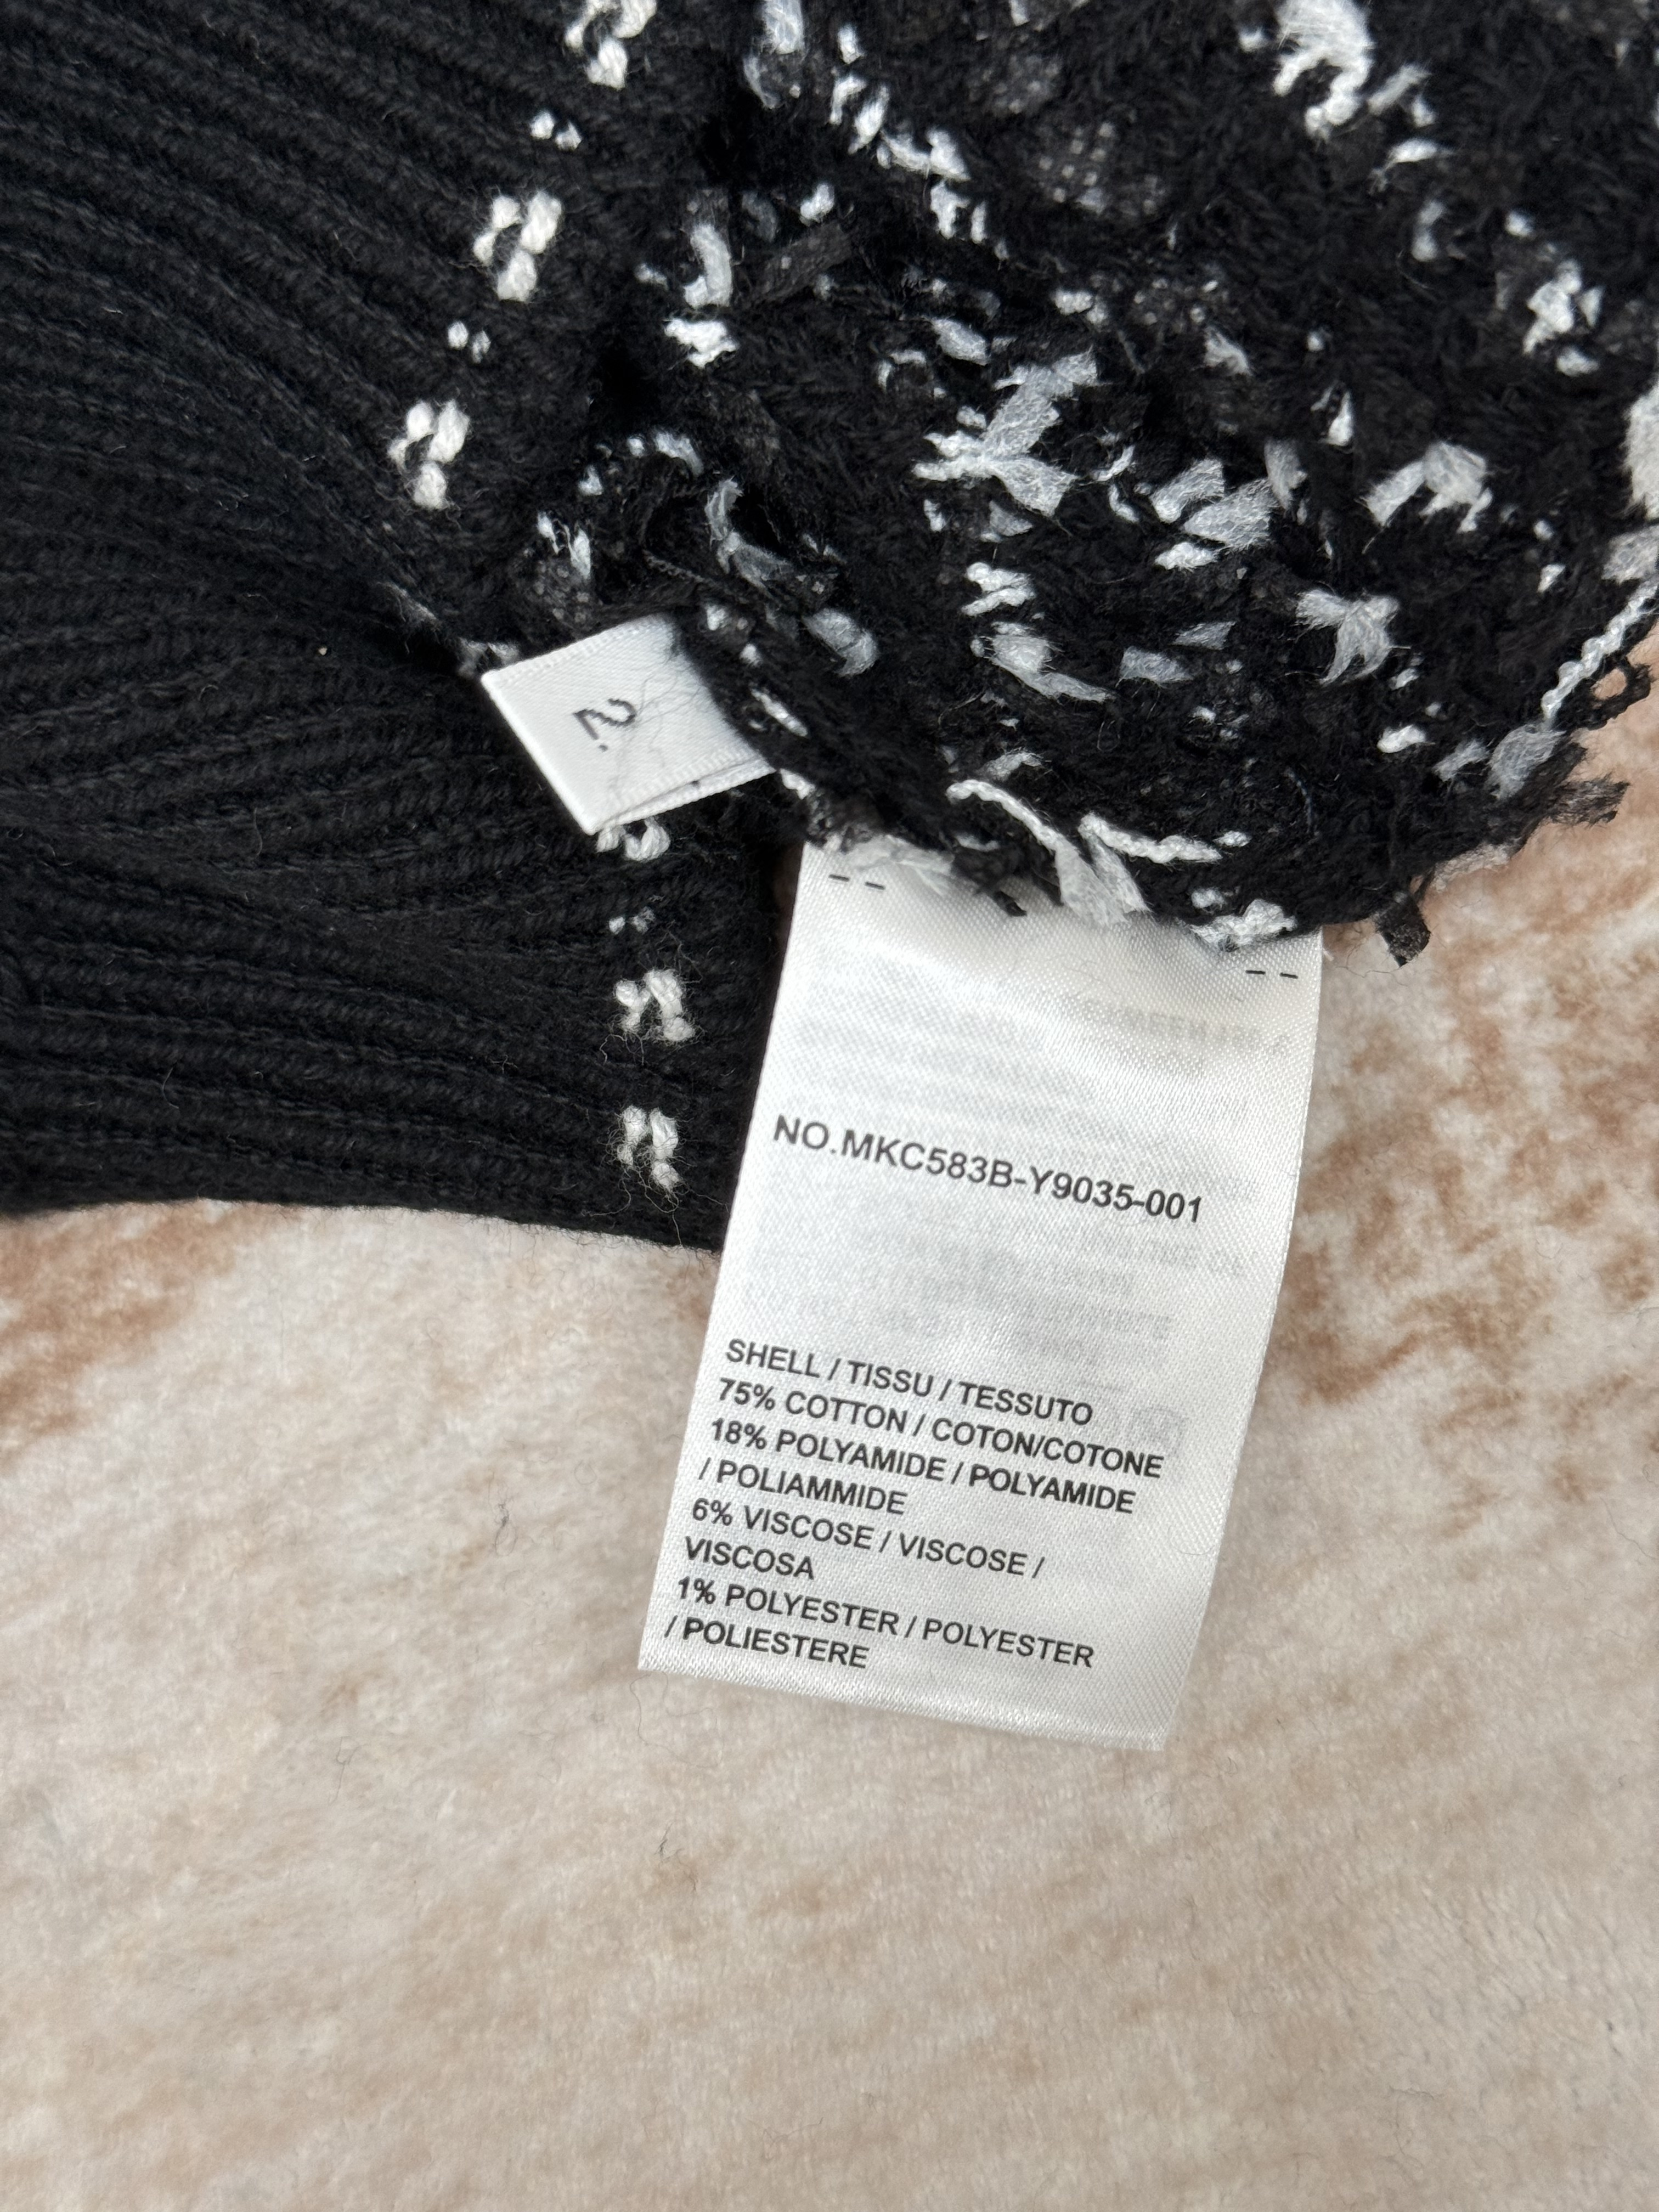 2.
-- --
NO.MKC583B-Y9035-001
SHELL / TISSU / TESSUTO
75% COTTON / COTON/COTONE
18% POLYAMIDE / POLYAMIDE
/ POLIAMMIDE
6% VISCOSE / VISCOSE /
VISCOSA
1% POLYESTER / POLYESTER
/ POLIESTERE